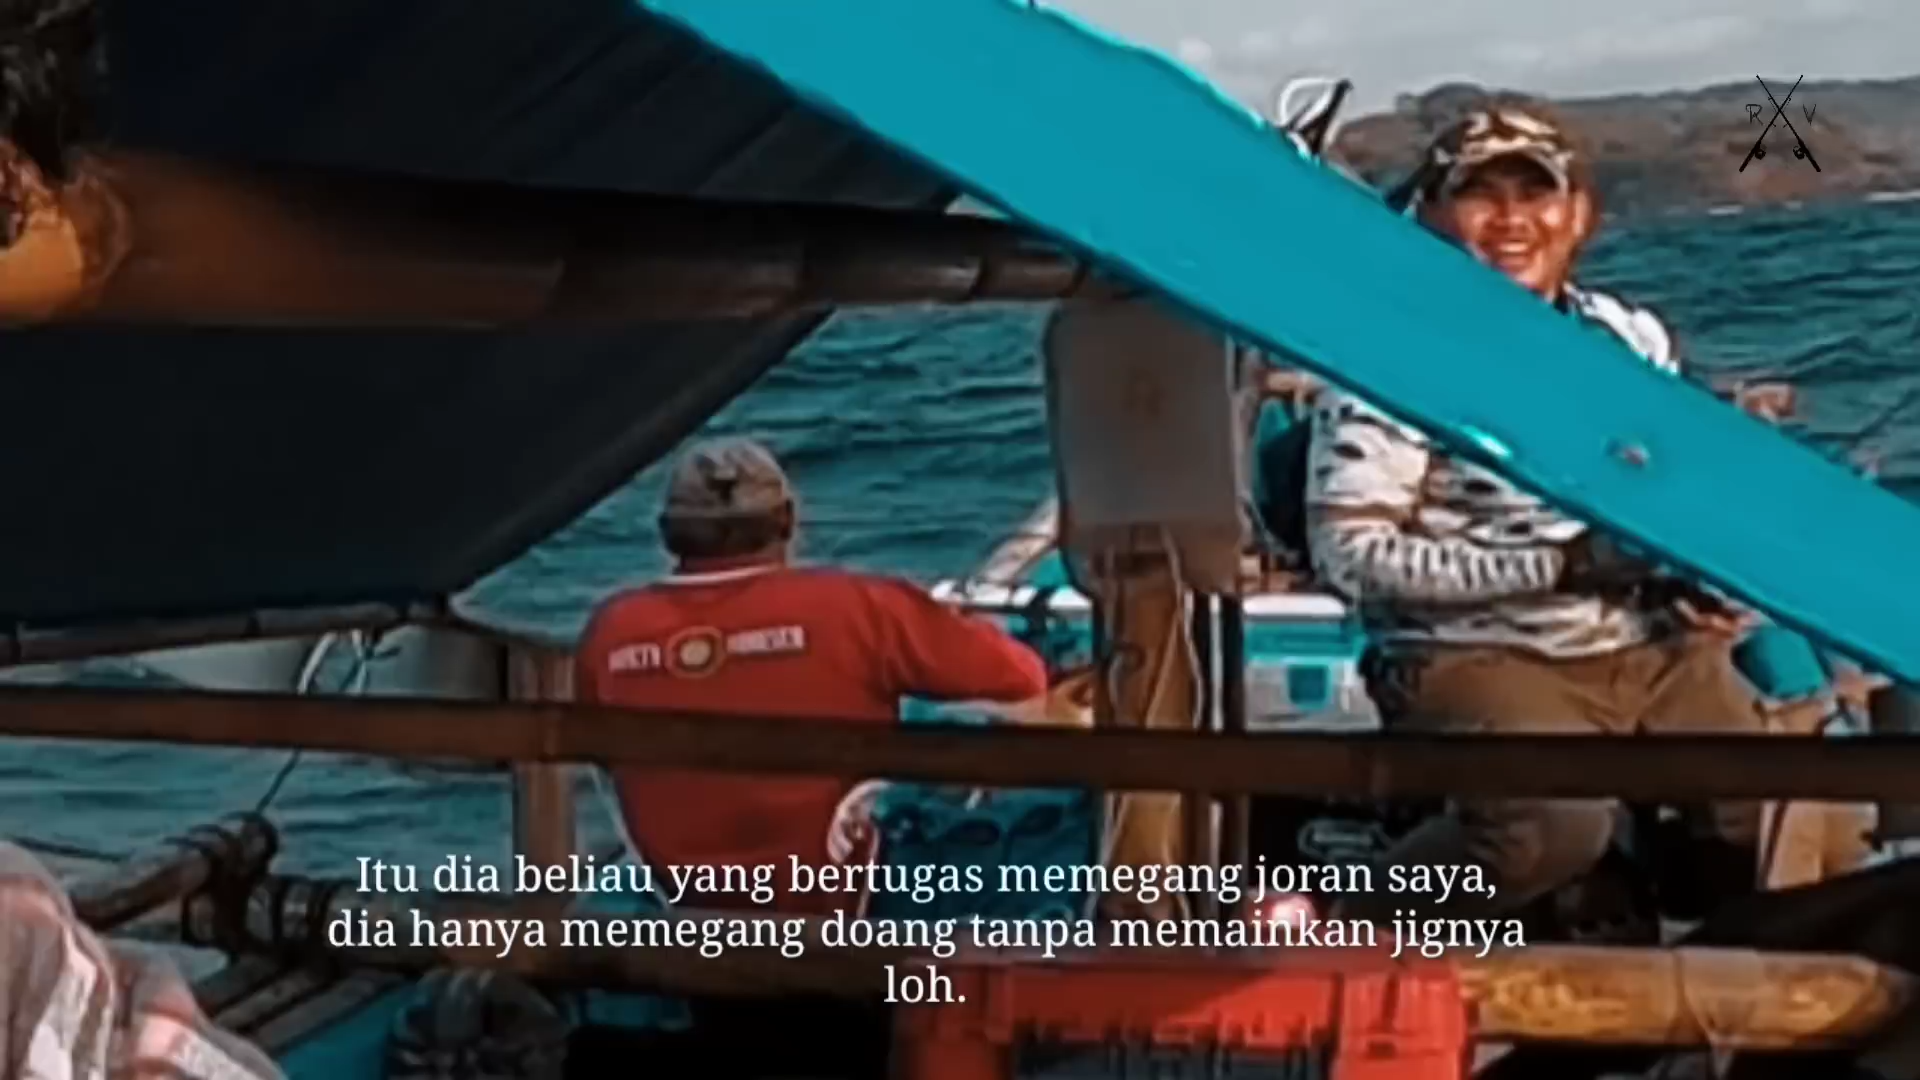 R V
Itu dia beliau yang bertugas memegang joran saya,
dia hanya memegang doang tanpa memainkan jignya
loh.